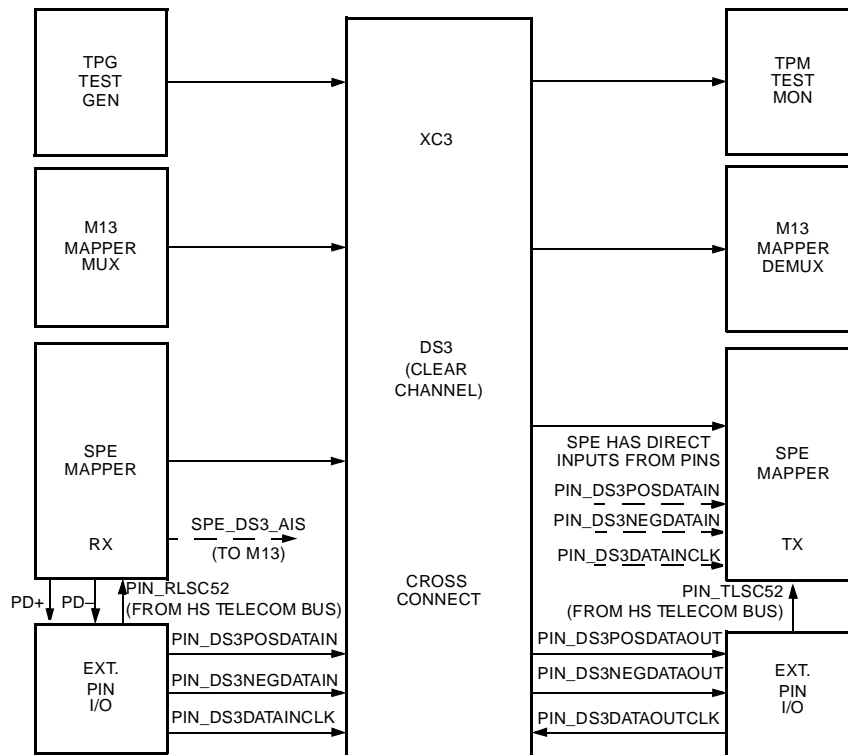 TPG
TEST
GEN
XC3
TPM
TEST
MON
M13
MAPPER
MUX
M13
MAPPER
DEMUX
DS3
(CLEAR
CHANNEL)
SPE
MAPPER
RX
SPE_DS3_AIS
(TO M13)
SPE HAS DIRECT
INPUTS FROM PINS
PIN_DS3POSDATAIN
PIN_DS3NEGDATAIN
PIN_DS3DATAINCLK
SPE
MAPPER
TX
CROSS
CONNECT
PD+
PD–
PIN_RLSC52
(FROM HS TELECOM BUS)
PIN_TLSC52
(FROM HS TELECOM BUS)
EXT.
PIN
I/O
PIN_DS3POSDATAIN
PIN_DS3NEGDATAIN
PIN_DS3DATAINCLK
PIN_DS3POSDATAOUT
PIN_DS3NEGDATAOUT
PIN_DS3DATAOUTCLK
EXT.
PIN
I/O